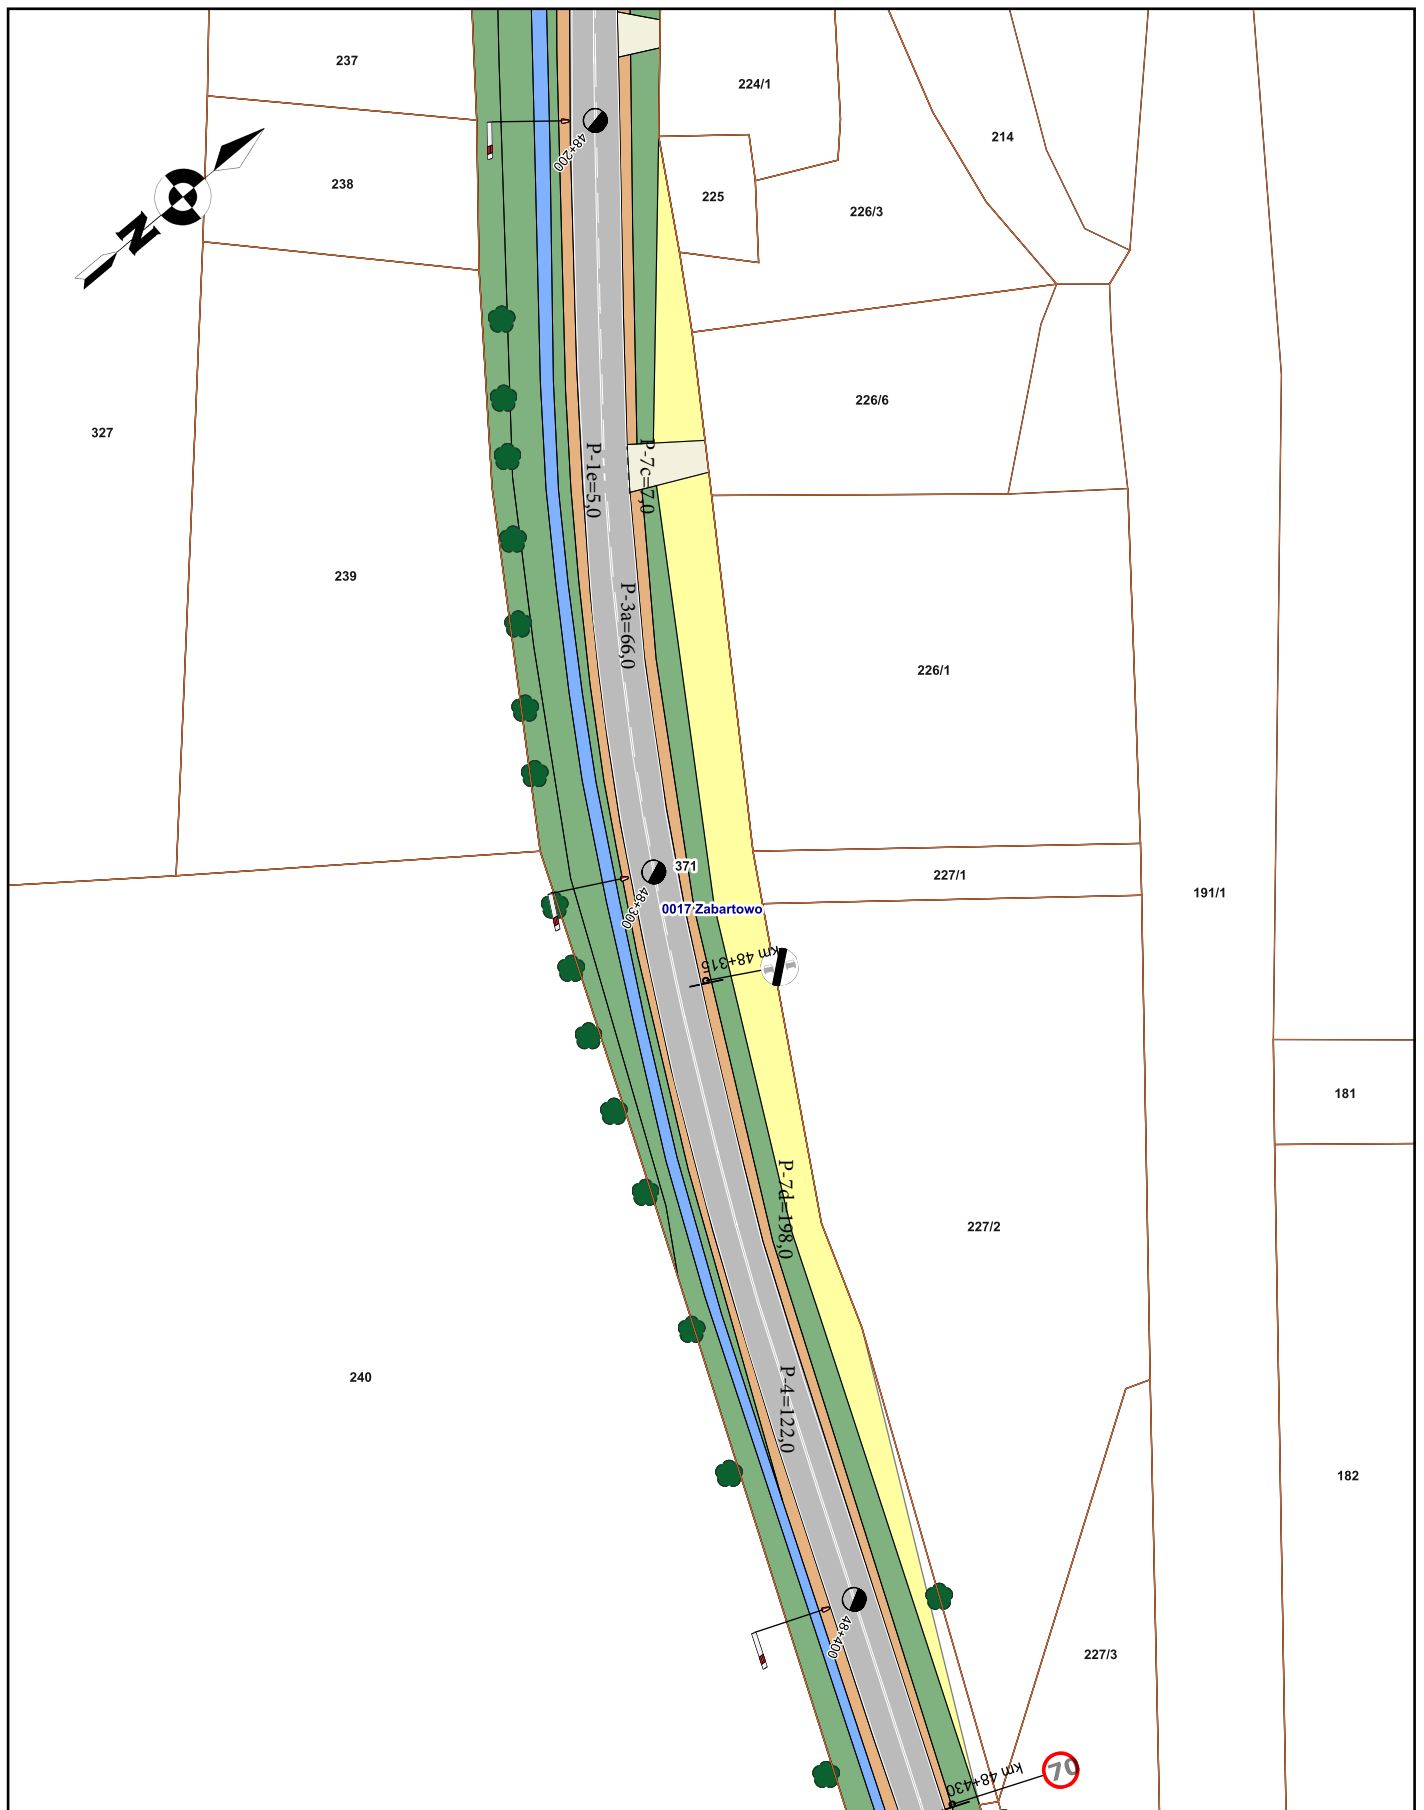 237
224/1
214
48+200
238
225
226/3
N
226/6
327
P-1e=5,0
P-7c=7,0
239
P-3a=66,0
226/1
371
227/1
48+300
0017 Zabartowo
191/1
km 48+315
181
P-7d=198,0
227/2
240
P-4=122,0
182
48+400
227/3
km 48+430
70